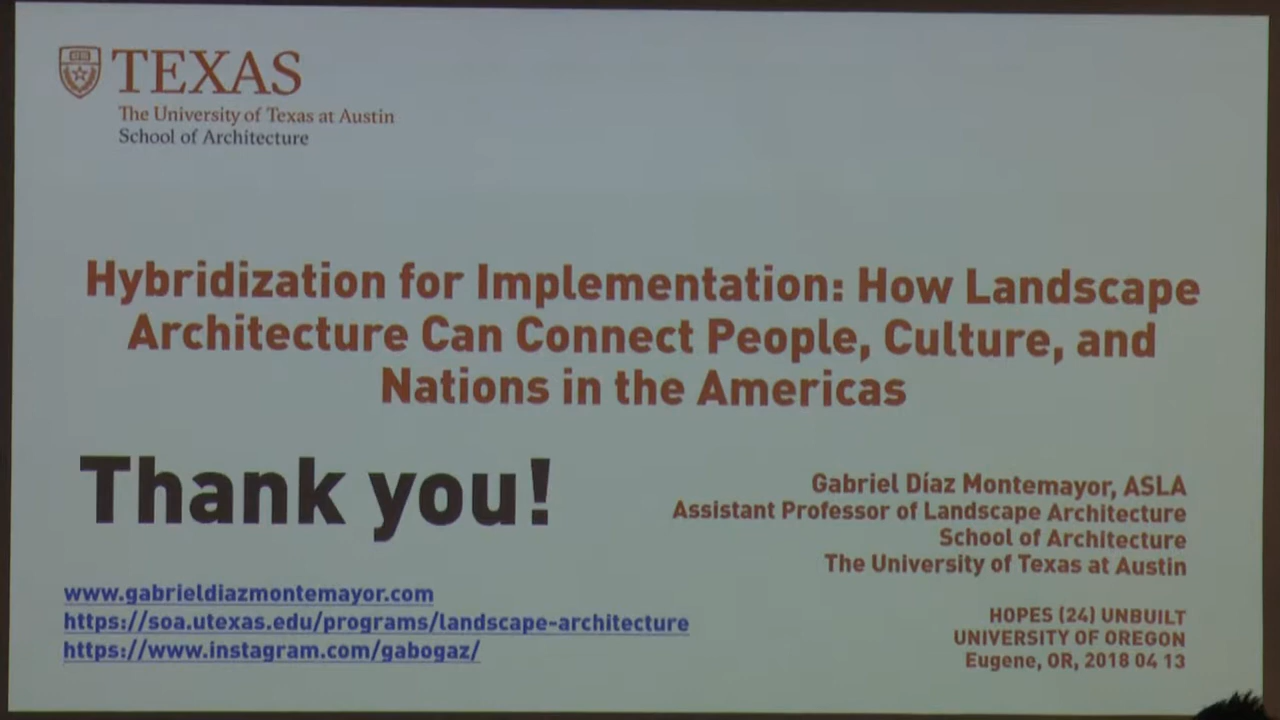 TEXAS
The University of Texas at Austin
School of Architecture
Hybridization for Implementation: How Landscape
Architecture Can Connect People, Culture, and
Nations in the Americas
Thank you!
Gabriel Díaz Montemayor, ASLA
Assistant Professor of Landscape Architecture
School of Architecture
The University of Texas at Austin
www.gabrieldiazmontemayor.com
https://soa.utexas.edu/programs/landscape-architecture
https://www.instagram.com/gabogaz/
HOPES (24) UNBUILT
UNIVERSITY OF OREGON
Eugene, OR, 2018 04 13